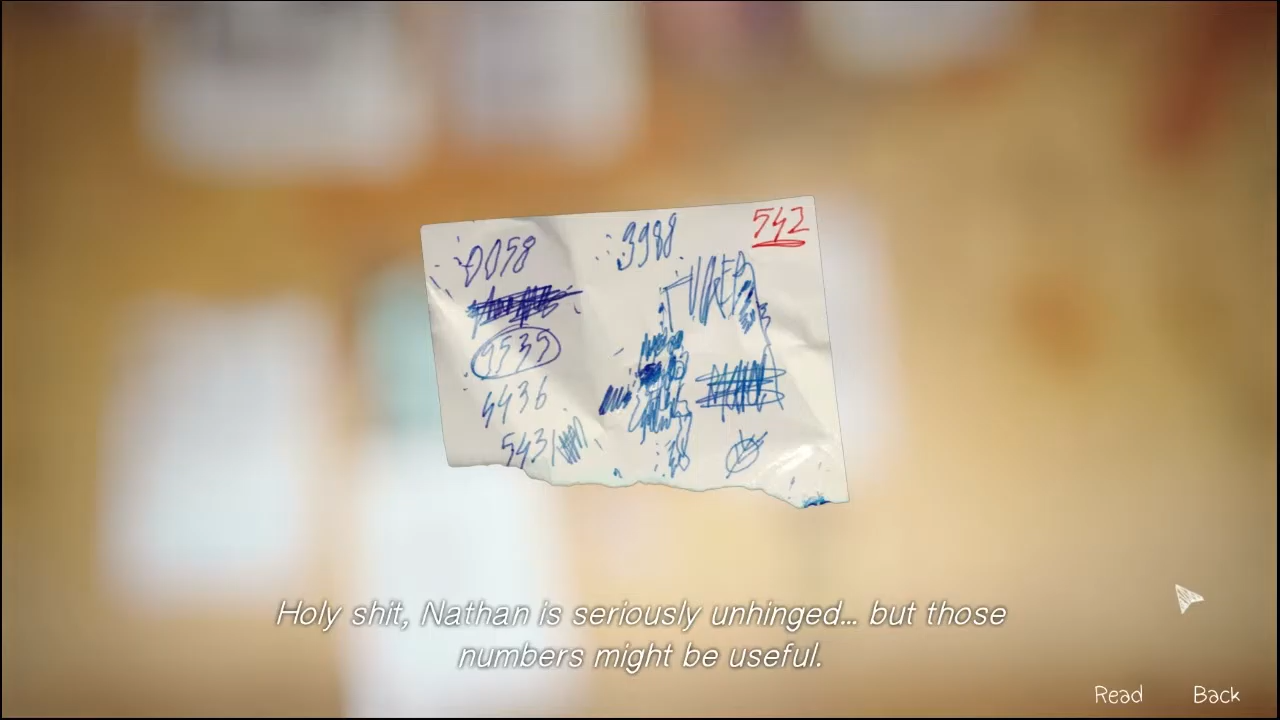 0058
3988
542
9539
4436
543
Holy shit, Nathan is seriously unhinged... but those
numbers might be useful.
Read Back